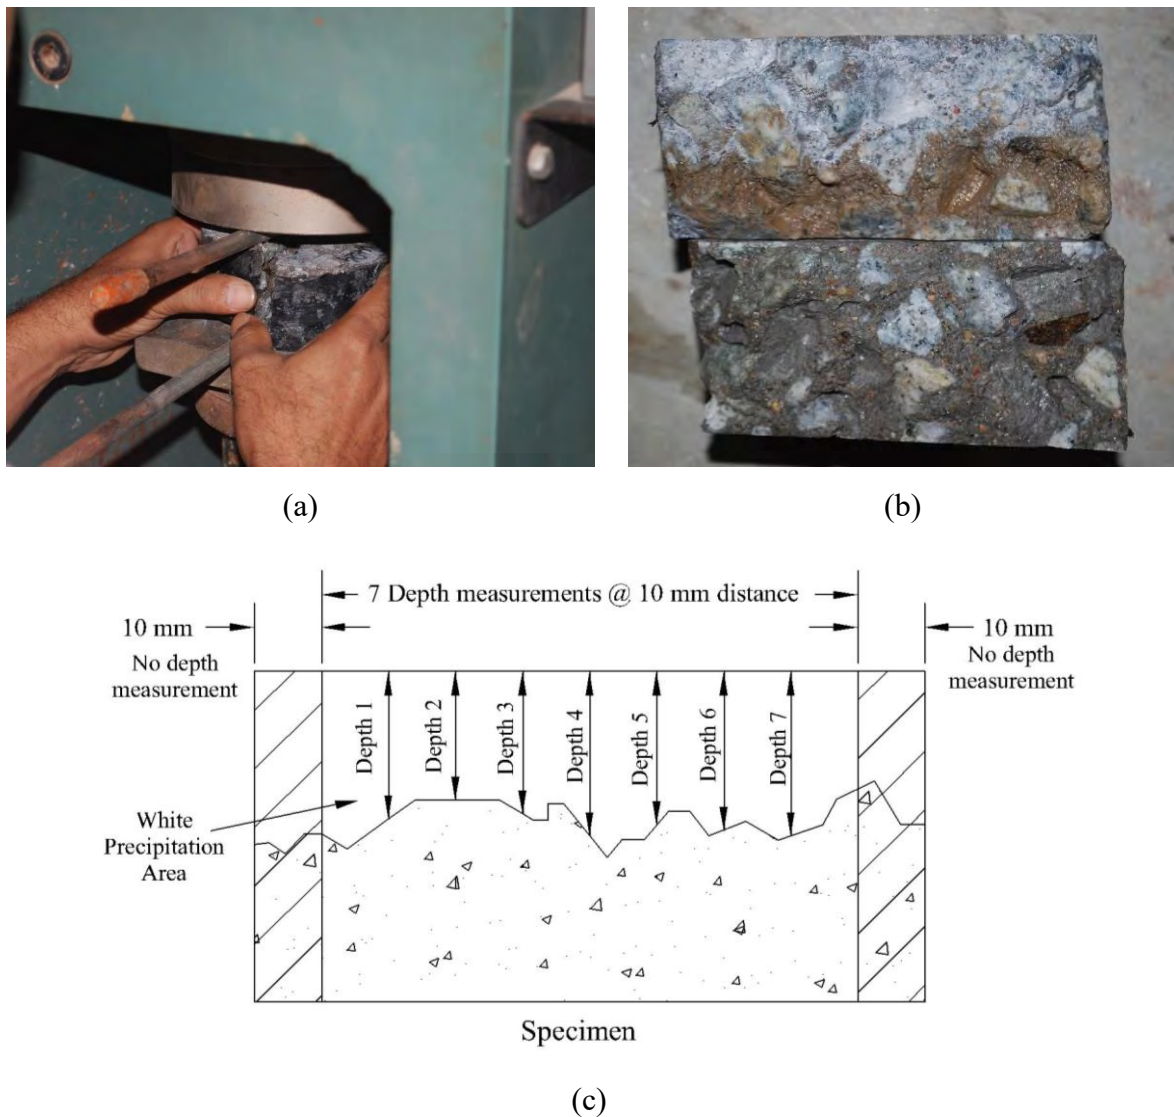 (a)
(b)
7 Depth measurements @ 10 mm distance
10 mm
No depth
measurement
10 mm
No depth
measurement
Depth 1
Depth 2
Depth 3
Depth 4
Depth 5
Depth 6
Depth 7
White
Precipitation
Area
Specimen
(c)